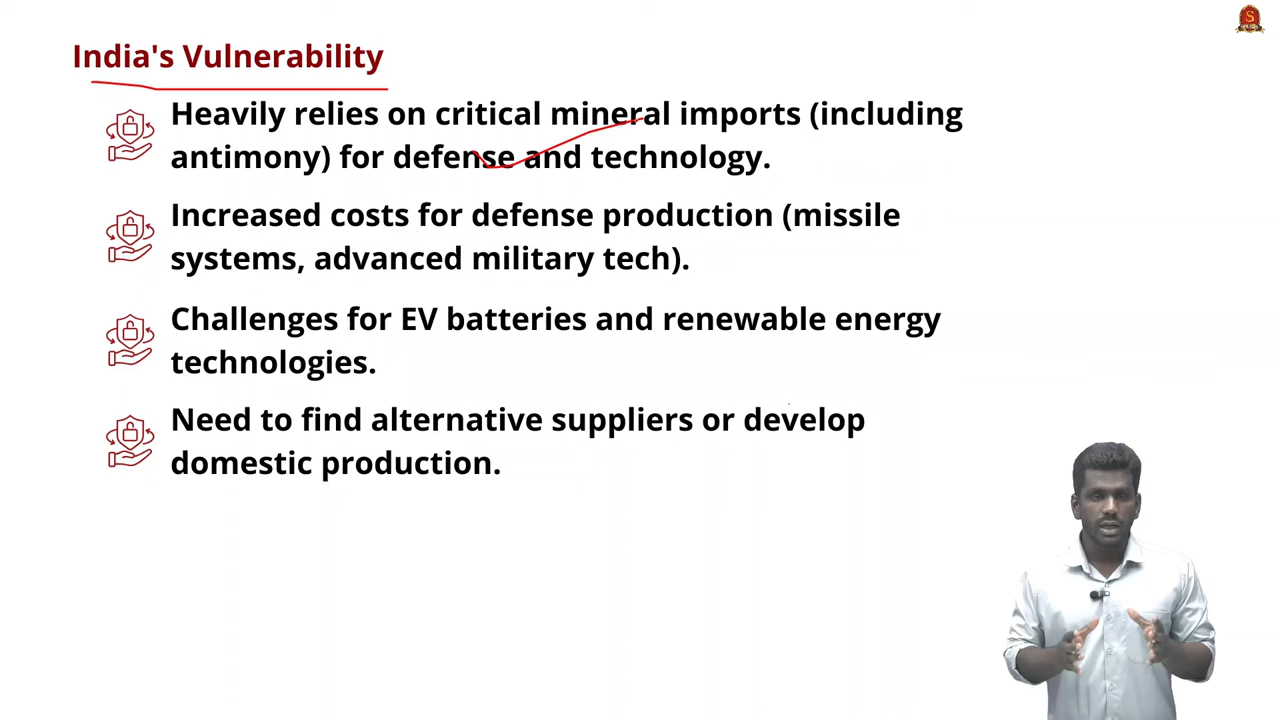 India's Vulnerability
Heavily relies on critical mineral imports (including
antimony) for defense and technology.
Increased costs for defense production (missile
systems, advanced military tech).
Challenges for EV batteries and renewable energy
technologies.
Need to find alternative suppliers or develop
domestic production.
S